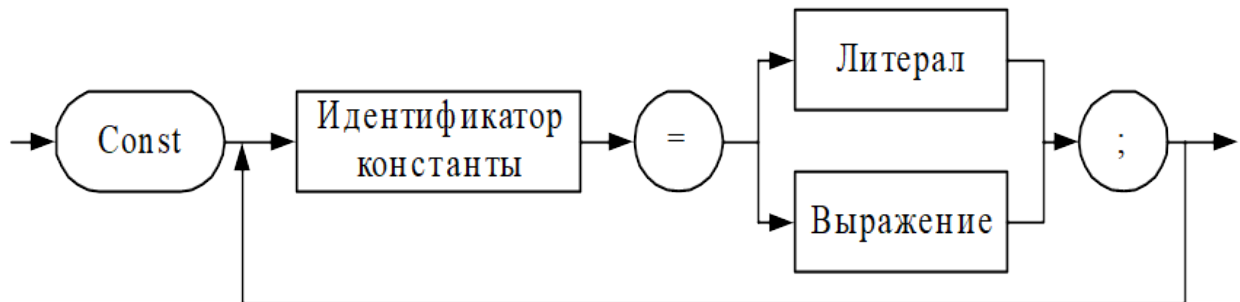 Const
Идентификатор
константы
=
Литерал
Выражение
;